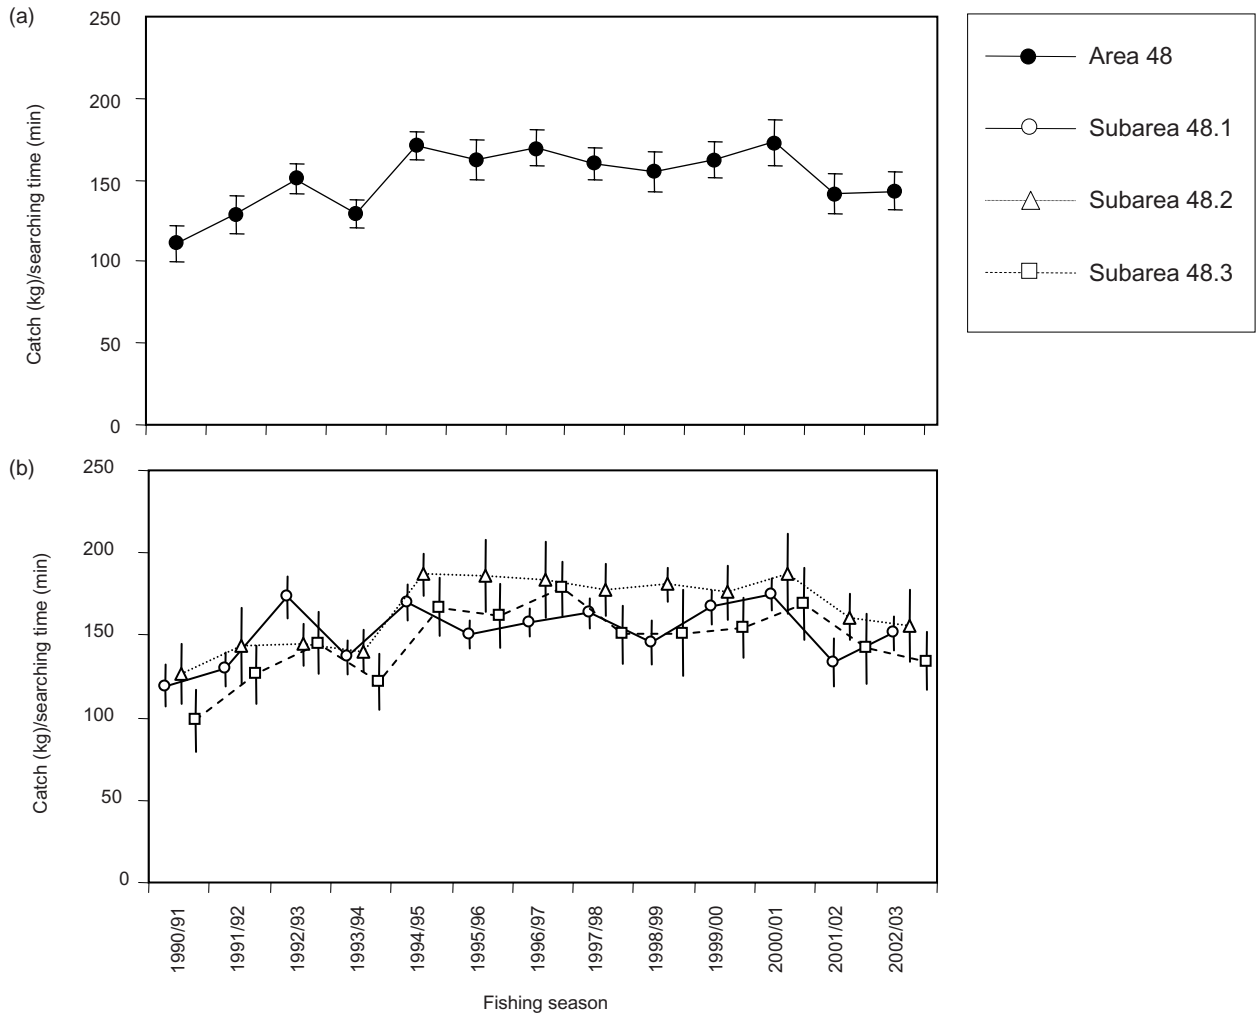 (a)
250
200
150
100
50
0
Catch (kg)/searching time (min)
Area 48
Subarea 48.1
Subarea 48.2
Subarea 48.3
(b)
250
200
150
100
50
0
Catch (kg)/searching time (min)
1990/91
1991/92
1992/93
1993/94
1994/95
1995/96
1996/97
1997/98
1998/99
1999/00
2000/01
2001/02
2002/03
Fishing season